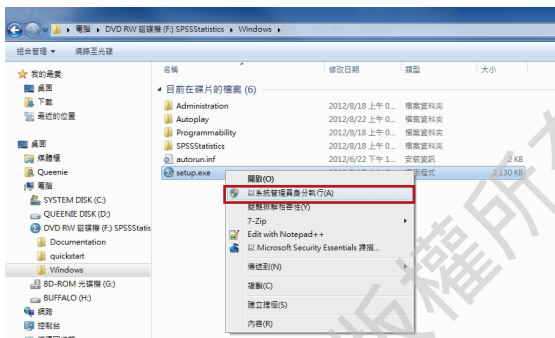 電腦 ▸ DVD RW 磁碟機 (F:) SPSSStatistics ▸ Windows ▸
組合管理 ▼ 燒錄至光碟
我的最愛
桌面
下載
最近的位置
桌面
媒體櫃
Queenie
電腦
SYSTEM DISK (C:)
QUEENIE DISK (D:)
DVD RW 磁碟機 (F:) SPSSStatis
Documentation
quickstart
Windows
BD-ROM 光碟機 (G:)
BUFFALO (H:)
網路
控制台
名稱 修改日期 類型 大小
目前在碟片的檔案 (6)
Administration 2012/8/18 上午 0... 檔案資料夾
Autoplay 2012/8/22 上午 0... 檔案資料夾
Programmability 2012/8/18 上午 0... 檔案資料夾
SPSSStatistics 2012/8/18 上午 0... 檔案資料夾
autorun.inf 2012/6/22 下午 1... 安裝資訊 2 KB
setup.exe 用程式 2,130 KB
開啟(O)
以系統管理員身分執行(A)
疑難排解相容性(Y)
7-Zip
Edit with Notepad++
以 Microsoft Security Essentials 掃描...
傳送到(N)
複製(C)
建立捷徑(S)
內容(R)
版權所